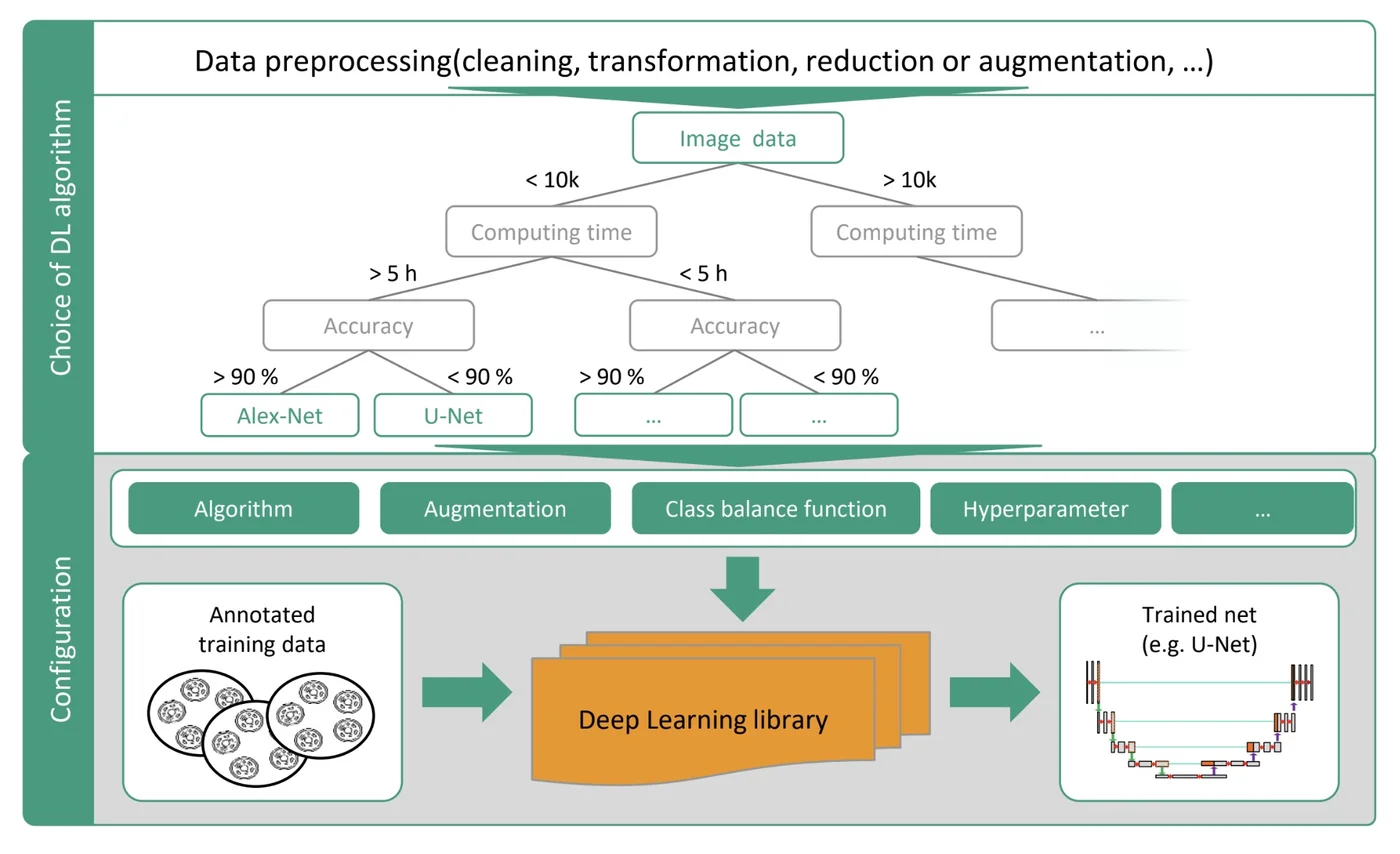 Data preprocessing(cleaning, transformation, reduction or augmentation, ...)
Choice of DL algorithm
Image data
< 10k
> 10k
Computing time
Computing time
> 5 h
< 5 h
Accuracy
Accuracy
...
> 90 %
< 90 %
> 90 %
< 90 %
Alex-Net
U-Net
...
...
Configuration
Algorithm
Augmentation
Class balance function
Hyperparameter
...
Annotated
training data
Deep Learning library
Trained net
(e.g. U-Net)